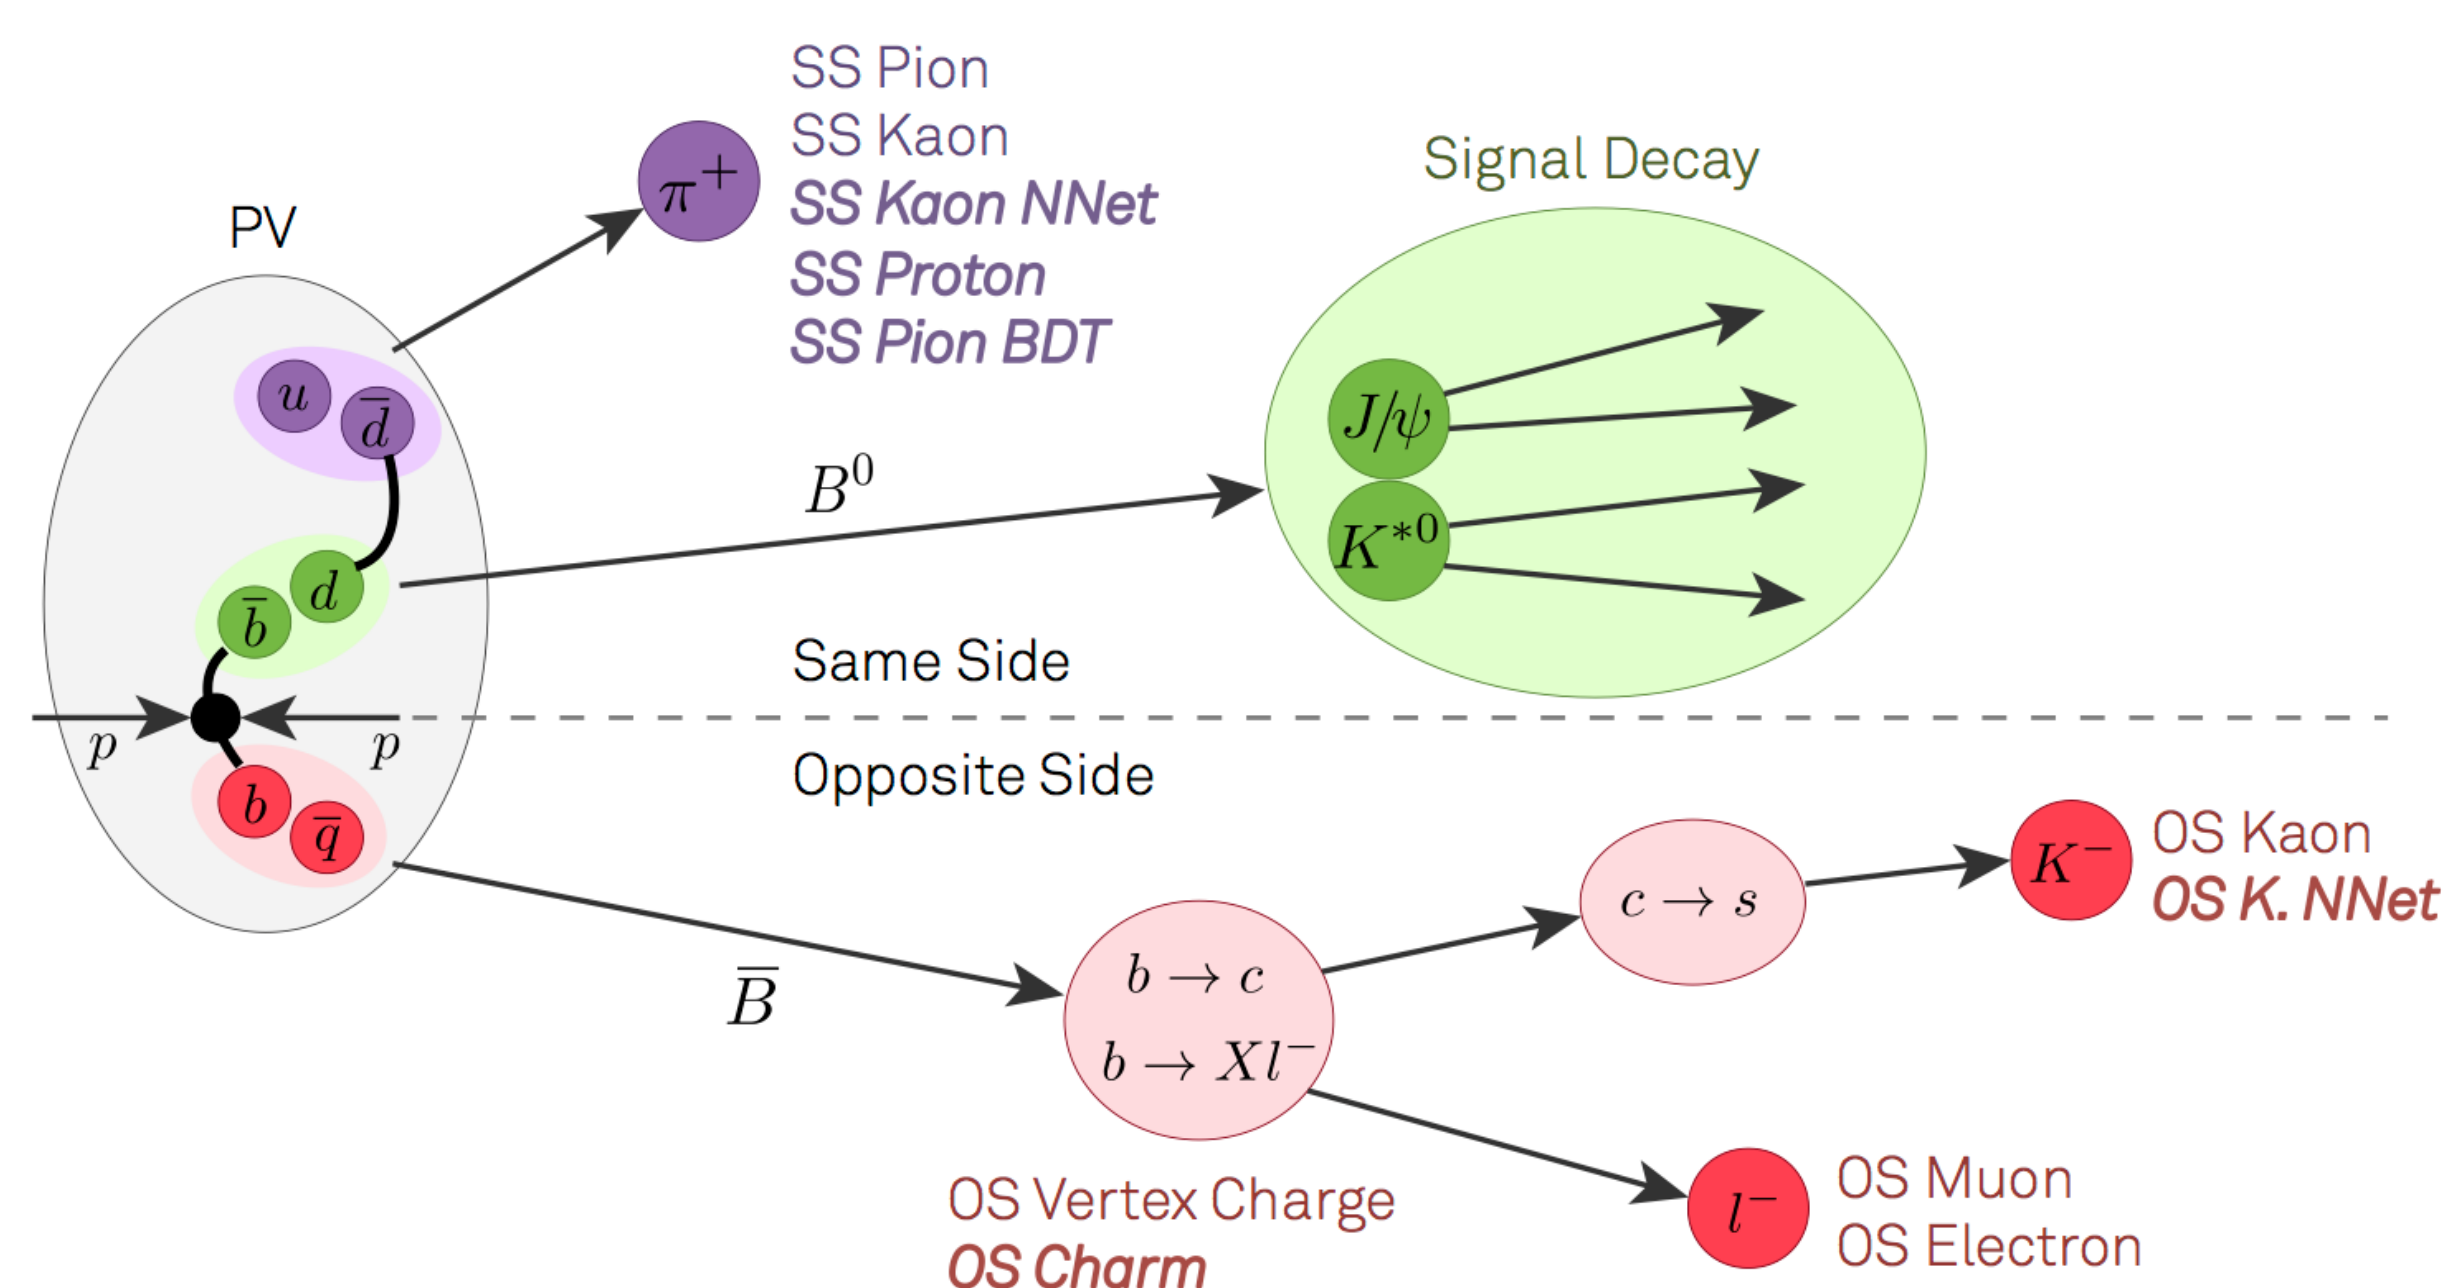 SS Pion
SS Kaon
SS Kaon NNet
SS Proton
SS Pion BDT
π⁺
PV
Signal Decay
u
d̅
J/ψ
B⁰
K*⁰
d
b̅
Same Side
p
p
Opposite Side
b
q̅
B̅
b → c
b → Xl⁻
c → s
K⁻
OS Kaon
OS K. NNet
OS Vertex Charge
OS Charm
l⁻
OS Muon
OS Electron